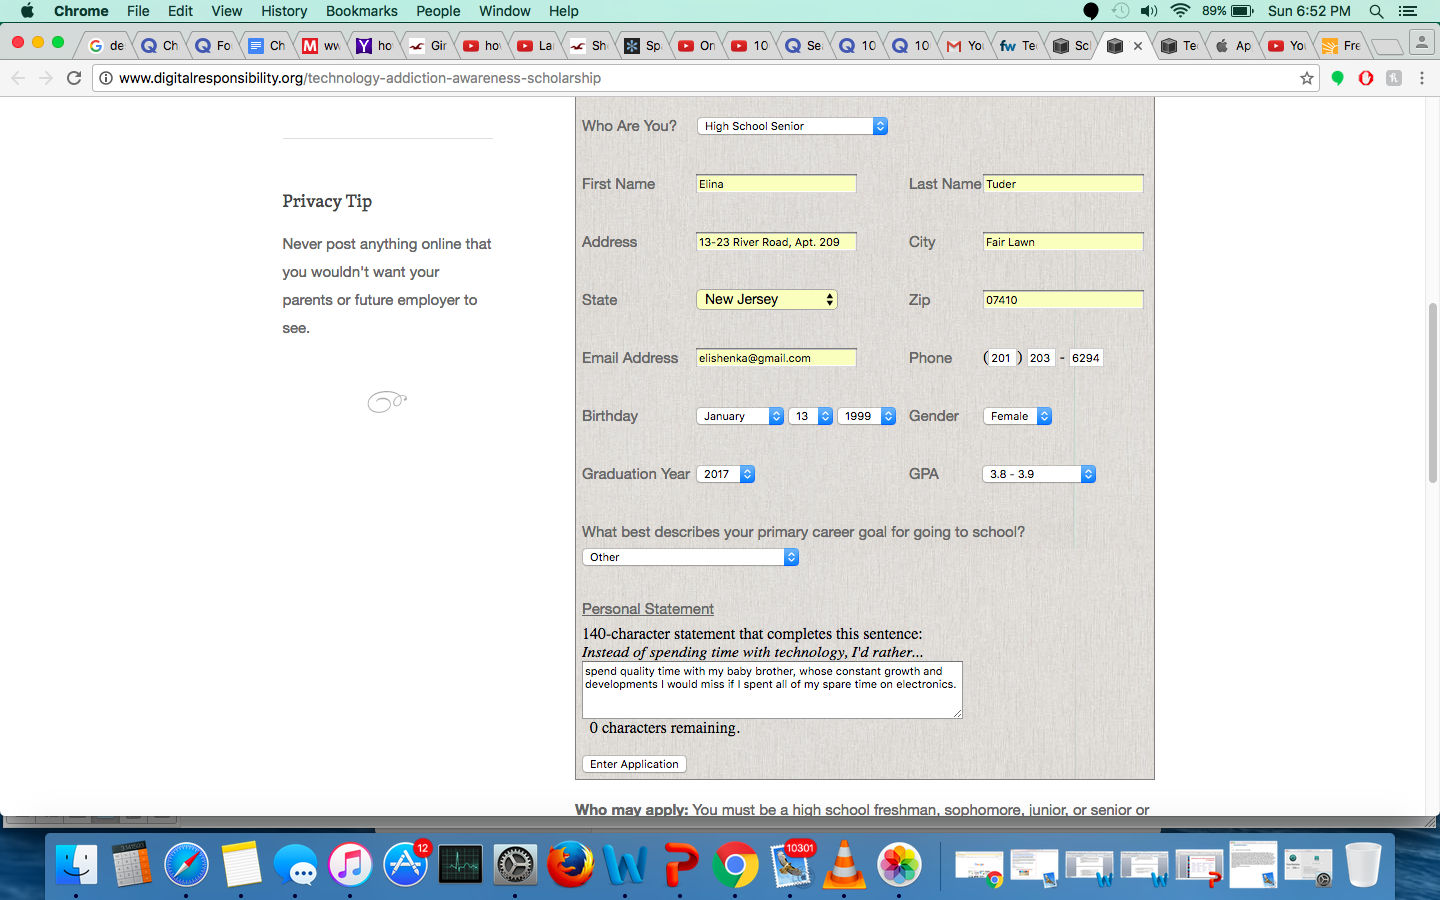 Chrome File Edit View History Bookmarks People Window Help 89% Sun 6:52 PM
de Ch Fo Ch ww ho Gir ho La Sh Sp On 10 Se 10 10 You Te Sc Te Ap You Fre
www.digitalresponsibility.org/technology-addiction-awareness-scholarship
Who Are You? High School Senior
First Name Elina Last Name Tuder
Address 13-23 River Road, Apt. 209 City Fair Lawn
State New Jersey Zip 07410
Email Address elishenka@gmail.com Phone (201) 203 - 6294
Birthday January 13 1999 Gender Female
Graduation Year 2017 GPA 3.8 - 3.9
What best describes your primary career goal for going to school?
Other
Personal Statement
140-character statement that completes this sentence:
Instead of spending time with technology, I'd rather...
spend quality time with my baby brother, whose constant growth and
developments I would miss if I spent all of my spare time on electronics.
0 characters remaining.
Enter Application
Who may apply: You must be a high school freshman, sophomore, junior, or senior or
Privacy Tip
Never post anything online that
you wouldn't want your
parents or future employer to
see.
12
10301